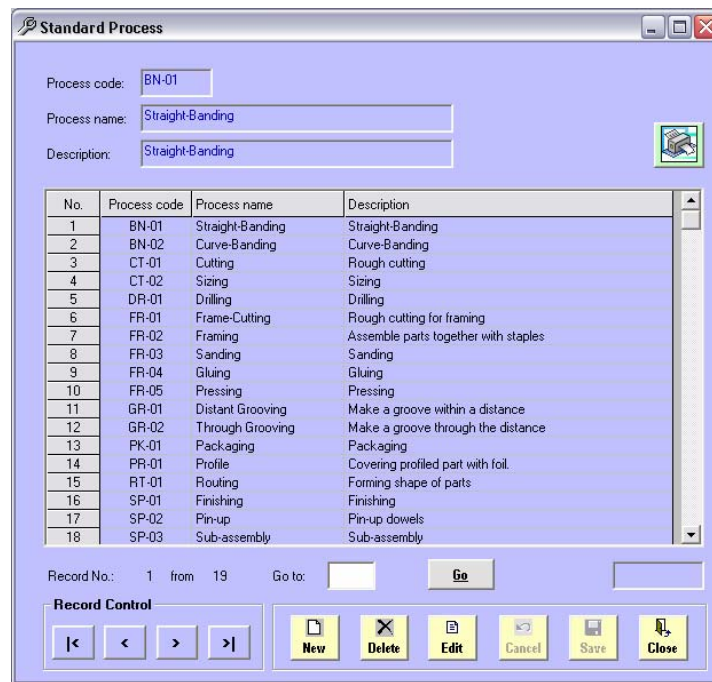 Standard Process
Process code: BN-01
Process name: Straight-Banding
Description: Straight-Banding
No. Process code Process name Description
1 BN-01 Straight-Banding Straight-Banding
2 BN-02 Curve-Banding Curve-Banding
3 CT-01 Cutting Rough cutting
4 CT-02 Sizing Sizing
5 DR-01 Drilling Drilling
6 FR-01 Frame-Cutting Rough cutting for framing
7 FR-02 Framing Assemble parts together with staples
8 FR-03 Sanding Sanding
9 FR-04 Gluing Gluing
10 FR-05 Pressing Pressing
11 GR-01 Distant Grooving Make a groove within a distance
12 GR-02 Through Grooving Make a groove through the distance
13 PK-01 Packaging Packaging
14 PR-01 Profile Covering profiled part with foil.
15 RT-01 Routing Forming shape of parts
16 SP-01 Finishing Finishing
17 SP-02 Pin-up Pin-up dowels
18 SP-03 Sub-assembly Sub-assembly
Record No.: 1 from 19 Go to: Go
Record Control
|< < > >| New Delete Edit Cancel Save Close